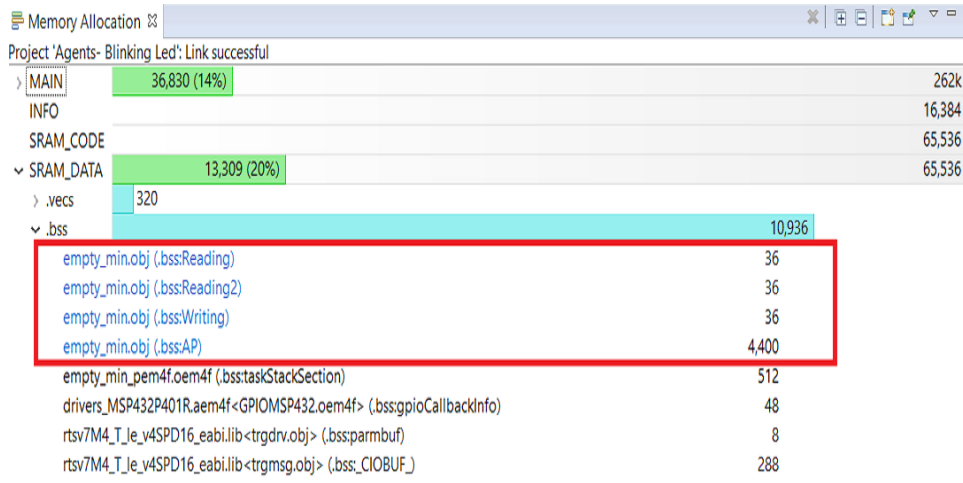 Memory Allocation
Project 'Agents- Blinking Led': Link successful
MAIN 36,830 (14%) 262k
INFO 16,384
SRAM_CODE 65,536
SRAM_DATA 13,309 (20%) 65,536
.vecs 320
.bss 10,936
empty_min.obj (.bss:Reading) 36
empty_min.obj (.bss:Reading2) 36
empty_min.obj (.bss:Writing) 36
empty_min.obj (.bss:AP) 4,400
empty_min_pem4f.oem4f (.bss:taskStackSection) 512
drivers_MSP432P401R.aem4f<GPIOMSP432.oem4f> (.bss:gpioCallbackInfo) 48
rtsv7M4_T_le_v4SPD16_eabi.lib<trgdrv.obj> (.bss:parmbuf) 8
rtsv7M4_T_le_v4SPD16_eabi.lib<trgmsg.obj> (.bss:_CIOBUF_) 288